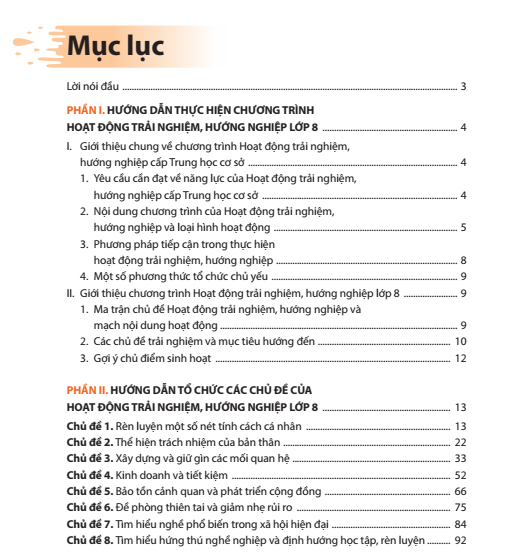 Mục lục
Lời nói đầu ... 3
PHẦN I. HƯỚNG DẪN THỰC HIỆN CHƯƠNG TRÌNH
HOẠT ĐỘNG TRẢI NGHIỆM, HƯỚNG NGHIỆP LỚP 8 ... 4
I. Giới thiệu chung về chương trình Hoạt động trải nghiệm,
hướng nghiệp cấp Trung học cơ sở ... 4
1. Yêu cầu cần đạt về năng lực của Hoạt động trải nghiệm,
hướng nghiệp cấp Trung học cơ sở ... 4
2. Nội dung chương trình của Hoạt động trải nghiệm,
hướng nghiệp và loại hình hoạt động ... 5
3. Phương pháp tiếp cận trong thực hiện
hoạt động trải nghiệm, hướng nghiệp ... 8
4. Một số phương thức tổ chức chủ yếu ... 9
II. Giới thiệu chương trình Hoạt động trải nghiệm, hướng nghiệp lớp 8 ... 9
1. Ma trận chủ đề Hoạt động trải nghiệm, hướng nghiệp và
mạch nội dung hoạt động ... 9
2. Các chủ đề trải nghiệm và mục tiêu hướng đến ... 10
3. Gợi ý chủ điểm sinh hoạt ... 12
PHẦN II. HƯỚNG DẪN TỔ CHỨC CÁC CHỦ ĐỀ CỦA
HOẠT ĐỘNG TRẢI NGHIỆM, HƯỚNG NGHIỆP LỚP 8 ... 13
Chủ đề 1. Rèn luyện một số nét tính cách cá nhân ... 13
Chủ đề 2. Thể hiện trách nhiệm của bản thân ... 22
Chủ đề 3. Xây dựng và giữ gìn các mối quan hệ ... 33
Chủ đề 4. Kinh doanh và tiết kiệm ... 52
Chủ đề 5. Bảo tồn cảnh quan và phát triển cộng đồng ... 66
Chủ đề 6. Đề phòng thiên tai và giảm nhẹ rủi ro ... 75
Chủ đề 7. Tìm hiểu nghề phổ biến trong xã hội hiện đại ... 84
Chủ đề 8. Tìm hiểu hứng thú nghề nghiệp và định hướng học tập, rèn luyện ... 92